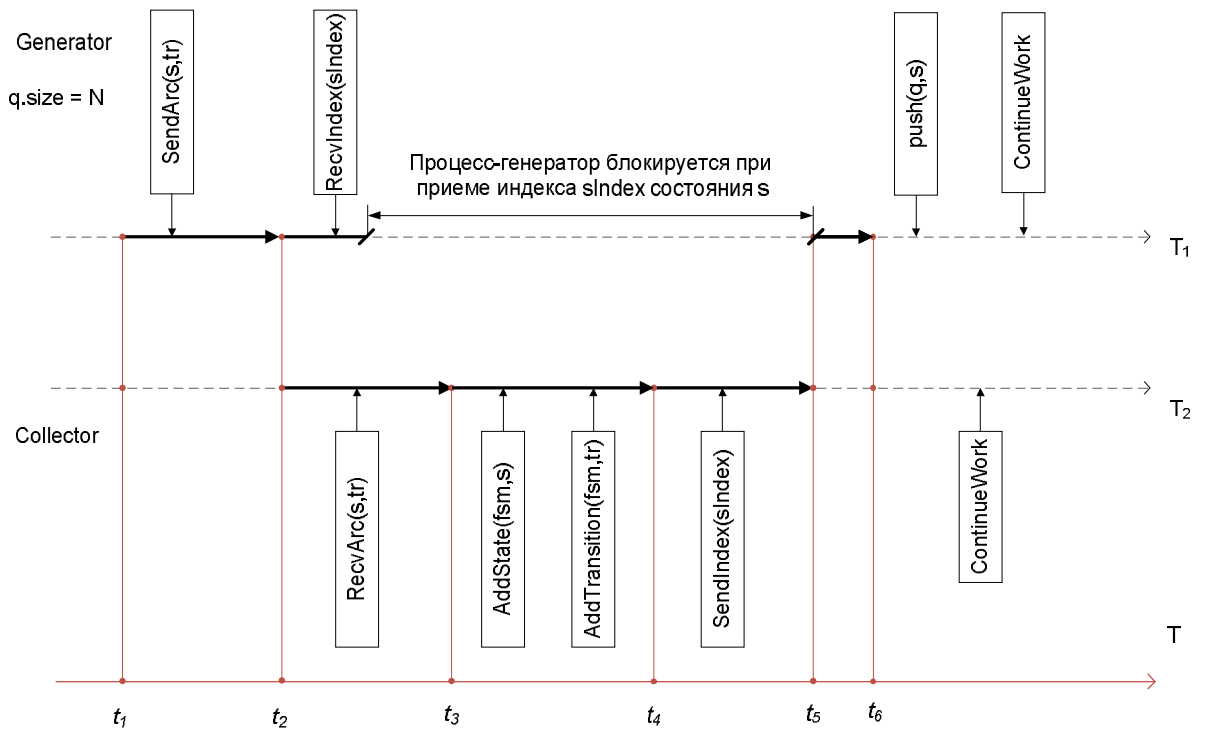 Generator
q.size = N
SendArc(s,tr)
RecvIndex(sIndex)
push(q,s)
ContinueWork
Процесс-генератор блокируется при
приеме индекса sIndex состояния s
T1
T2
Collector
RecvArc(s,tr)
AddState(fsm,s)
AddTransition(fsm,tr)
SendIndex(sIndex)
ContinueWork
T
t1
t2
t3
t4
t5
t6